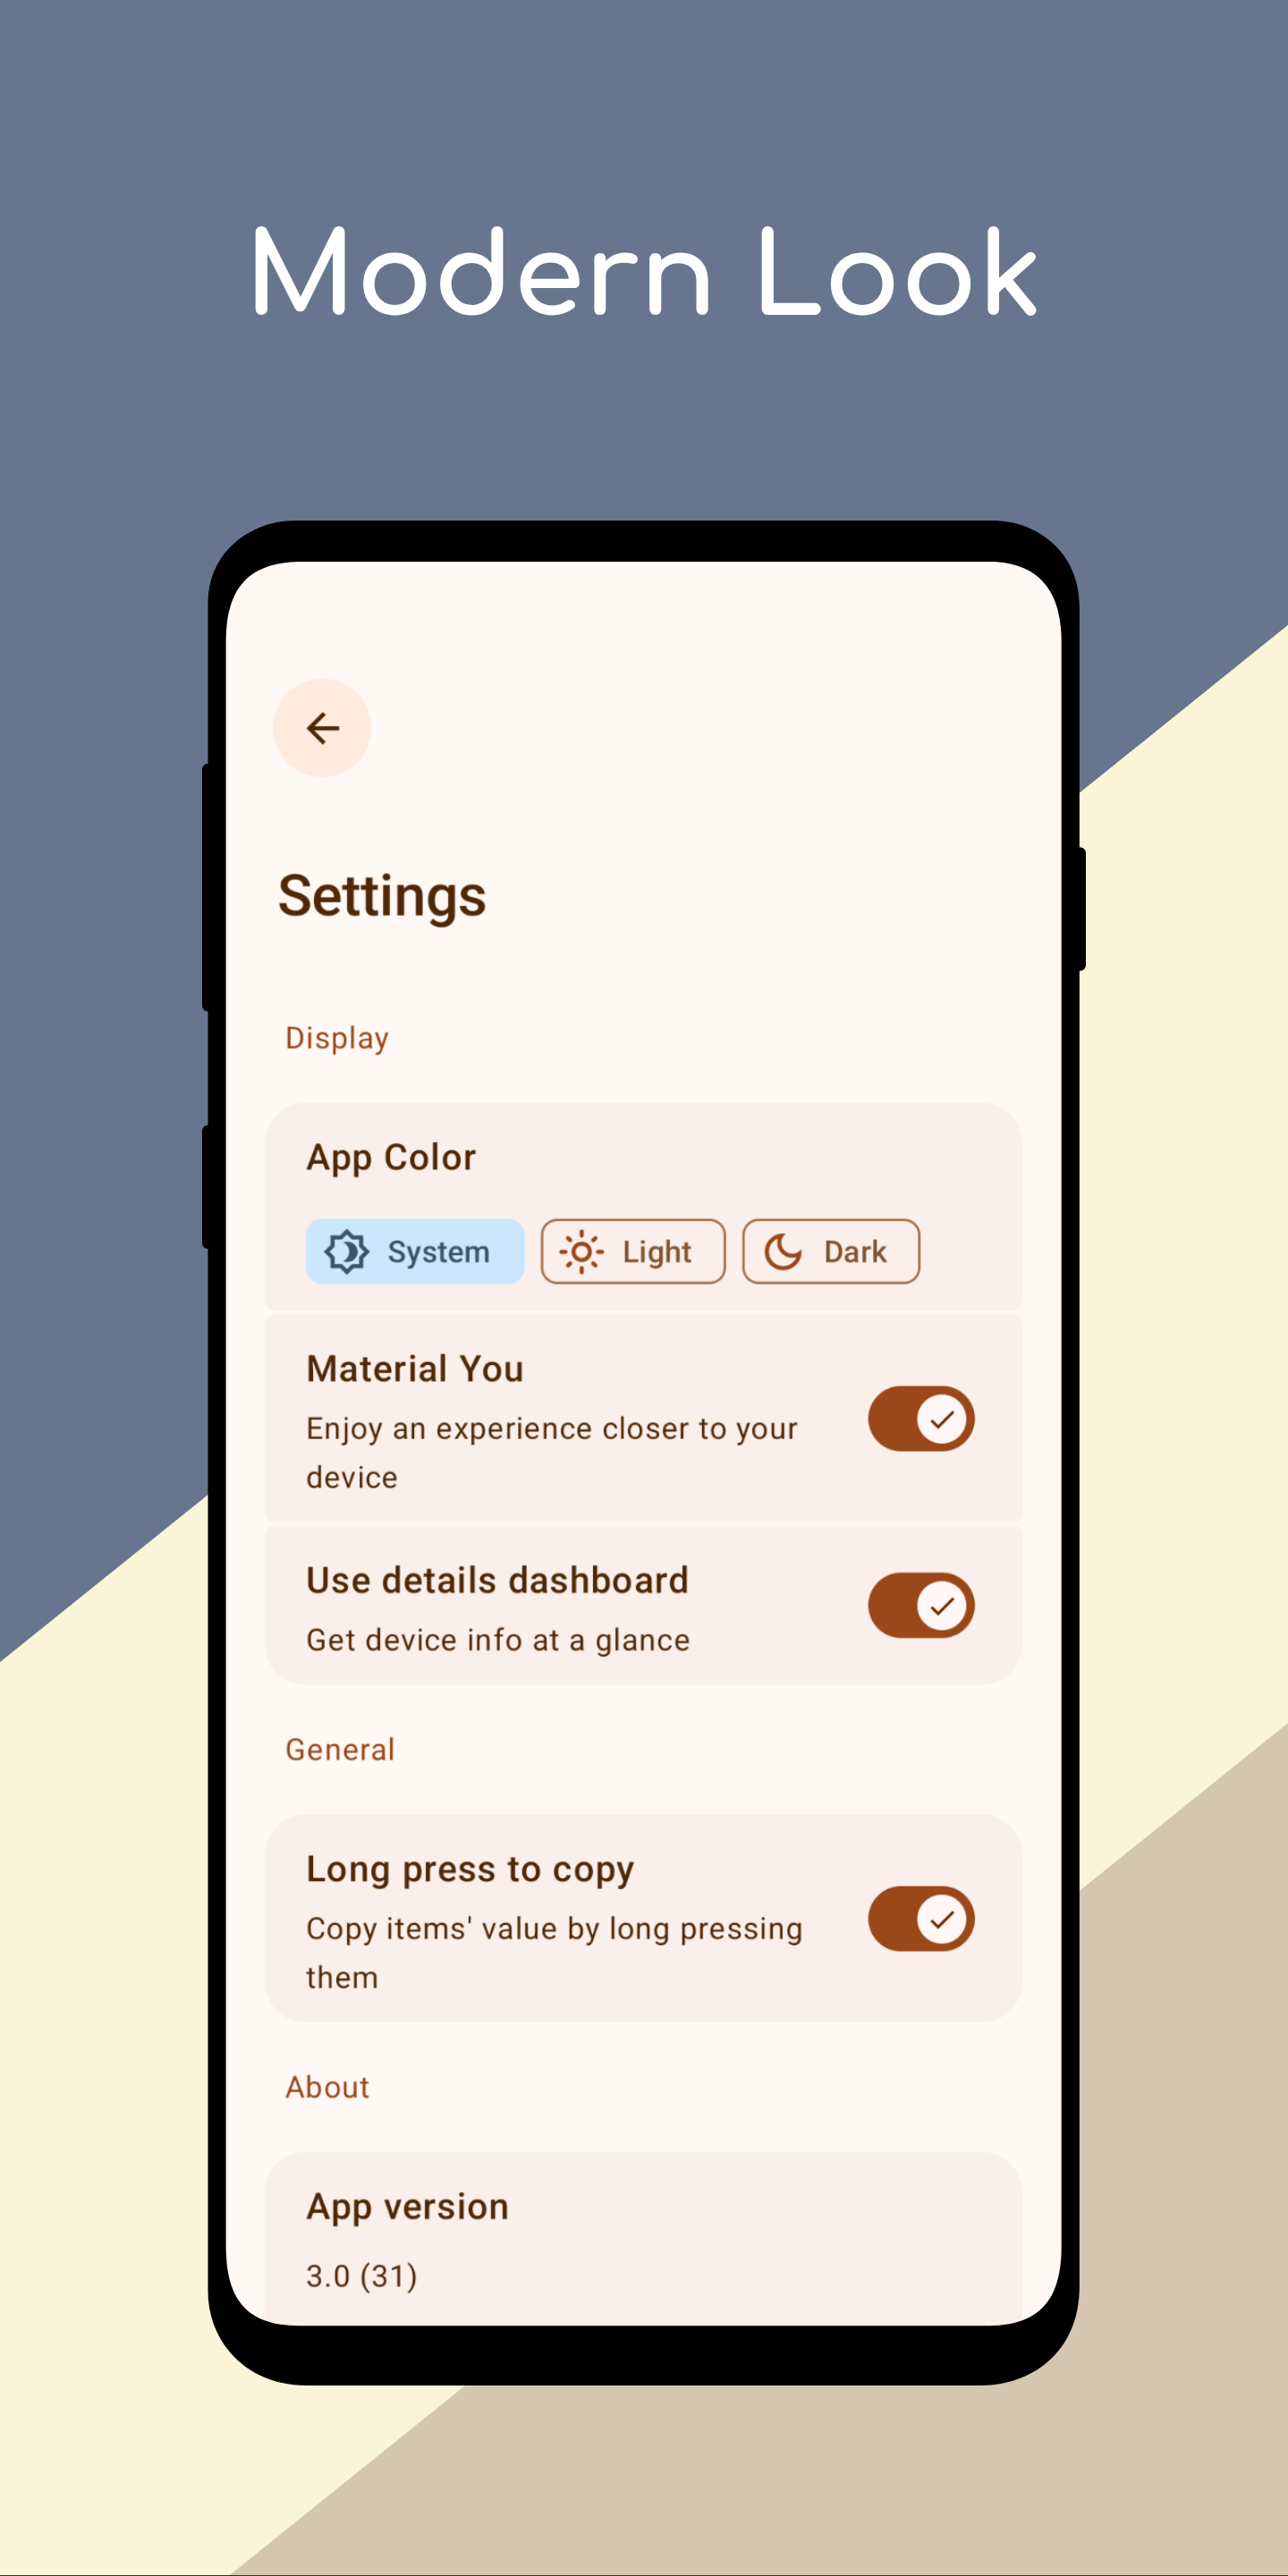 Modern Look
Settings
Display
App Color
System Light Dark
Material You
Enjoy an experience closer to your
device
Use details dashboard
Get device info at a glance
General
Long press to copy
Copy items' value by long pressing
them
About
App version
3.0 (31)